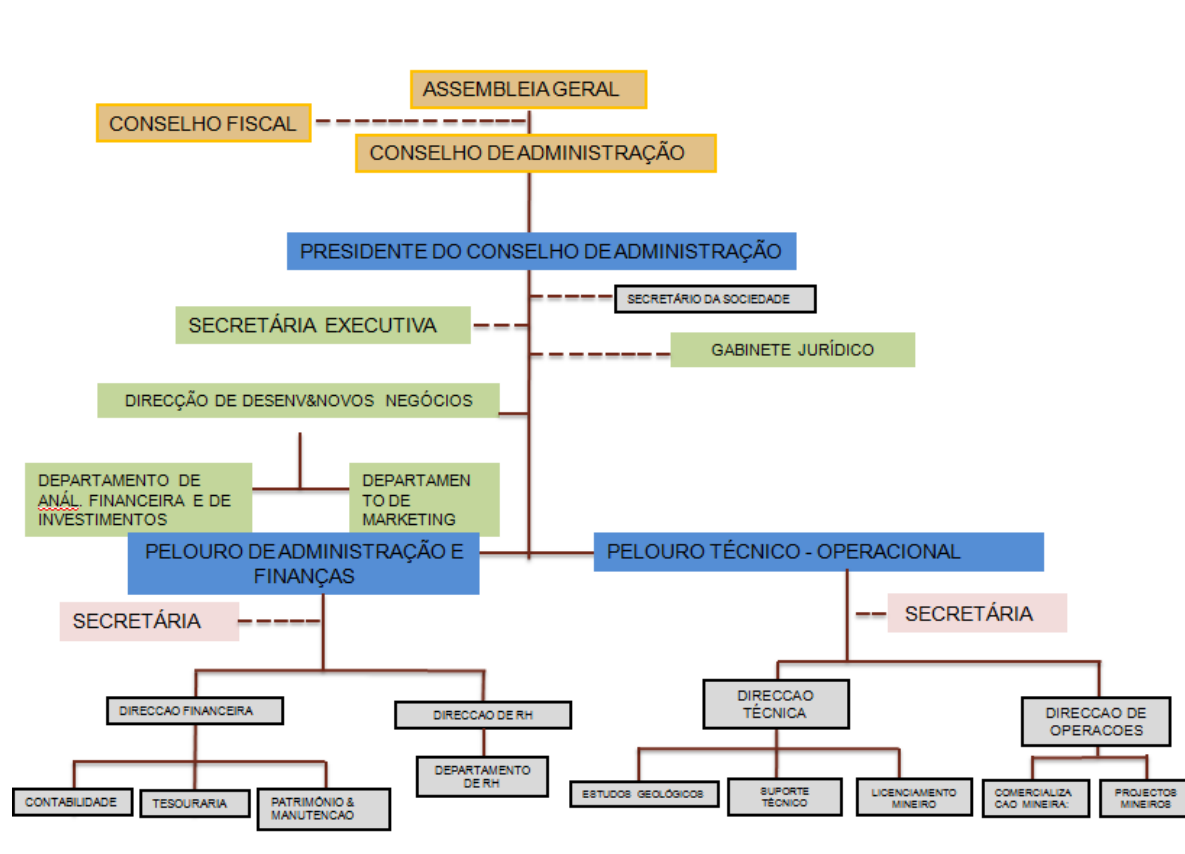 ASSEMBLEIA GERAL
CONSELHO FISCAL
CONSELHO DE ADMINISTRAÇÃO
PRESIDENTE DO CONSELHO DE ADMINISTRAÇÃO
SECRETÁRIO DA SOCIEDADE
SECRETÁRIA EXECUTIVA
GABINETE JURÍDICO
DIRECÇÃO DE DESENV&NOVOS NEGÓCIOS
DEPARTAMENTO DE
ANÁL. FINANCEIRA E DE
INVESTIMENTOS
DEPARTAMEN
TO DE
MARKETING
PELOURO DE ADMINISTRAÇÃO E
FINANÇAS
PELOURO TÉCNICO - OPERACIONAL
SECRETÁRIA
SECRETÁRIA
DIRECCAO FINANCEIRA
DIRECCAO DE RH
DIRECCAO
TÉCNICA
DIRECCAO DE
OPERACOES
CONTABILIDADE
TESOURARIA
PATRIMÓNIO &
MANUTENCAO
DEPARTAMENTO
DE RH
ESTUDOS GEOLÓGICOS
SUPORTE
TÉCNICO
LICENCIAMENTO
MINEIRO
COMERCIALIZA
CAO MINEIRA:
PROJECTOS
MINEIROS